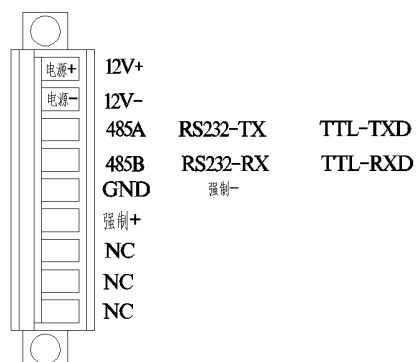 电源+ 12V+
电源- 12V-
485A RS232-TX TTL-TXD
485B RS232-RX TTL-RXD
GND 强制-
强制+
NC
NC
NC